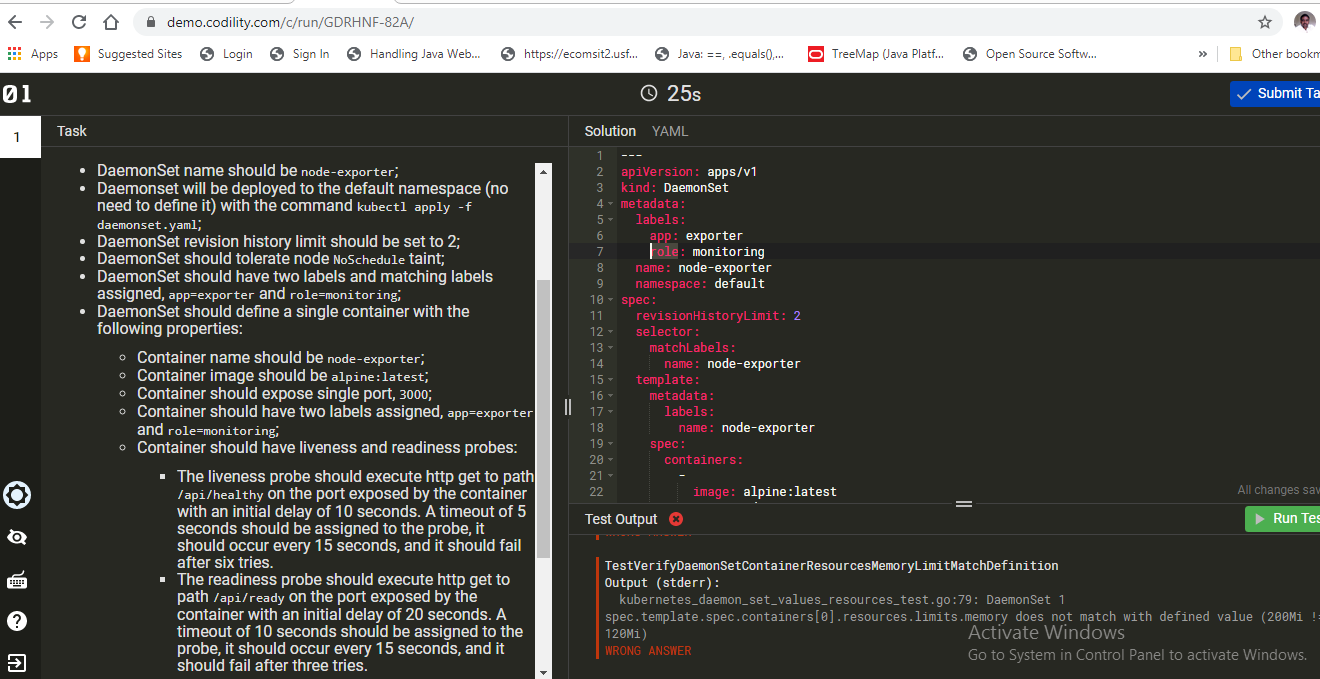 demo.codility.com/c/run/GDRHNF-82A/
Apps
Suggested Sites
Login
Sign In
Handling Java Web...
https://ecomsit2.usf...
Java: ==, .equals(),...
TreeMap (Java Platf...
Open Source Softw...
»
Other bookm
01
25s
Submit Ta
1
Task
• DaemonSet name should be node-exporter;
• Daemonset will be deployed to the default namespace (no
need to define it) with the command kubectl apply -f
daemonset.yaml;
• DaemonSet revision history limit should be set to 2;
• DaemonSet should tolerate node NoSchedule taint;
• DaemonSet should have two labels and matching labels
assigned, app=exporter and role=monitoring;
• DaemonSet should define a single container with the
following properties:
◦ Container name should be node-exporter;
◦ Container image should be alpine:latest;
◦ Container should expose single port, 3000;
◦ Container should have two labels assigned, app=exporter
and role=monitoring;
◦ Container should have liveness and readiness probes:
▪ The liveness probe should execute http get to path
/api/healthy on the port exposed by the container
with an initial delay of 10 seconds. A timeout of 5
seconds should be assigned to the probe, it
should occur every 15 seconds, and it should fail
after six tries.
▪ The readiness probe should execute http get to
path /api/ready on the port exposed by the
container with an initial delay of 20 seconds. A
timeout of 10 seconds should be assigned to the
probe, it should occur every 15 seconds, and it
should fail after three tries.
Solution YAML
1 ---
2 apiVersion: apps/v1
3 kind: DaemonSet
4 metadata:
5 labels:
6 app: exporter
7 role: monitoring
8 name: node-exporter
9 namespace: default
10 spec:
11 revisionHistoryLimit: 2
12 selector:
13 matchLabels:
14 name: node-exporter
15 template:
16 metadata:
17 labels:
18 name: node-exporter
19 spec:
20 containers:
21 -
22 image: alpine:latest
All changes sav
Test Output
Run Tes
WRONG ANSWER
TestVerifyDaemonSetContainerResourcesMemoryLimitMatchDefinition
Output (stderr):
kubernetes_daemon_set_values_resources_test.go:79: DaemonSet 1
spec.template.spec.containers[0].resources.limits.memory does not match with defined value (200Mi !=
120Mi)
WRONG ANSWER
Activate Windows
Go to System in Control Panel to activate Windows.